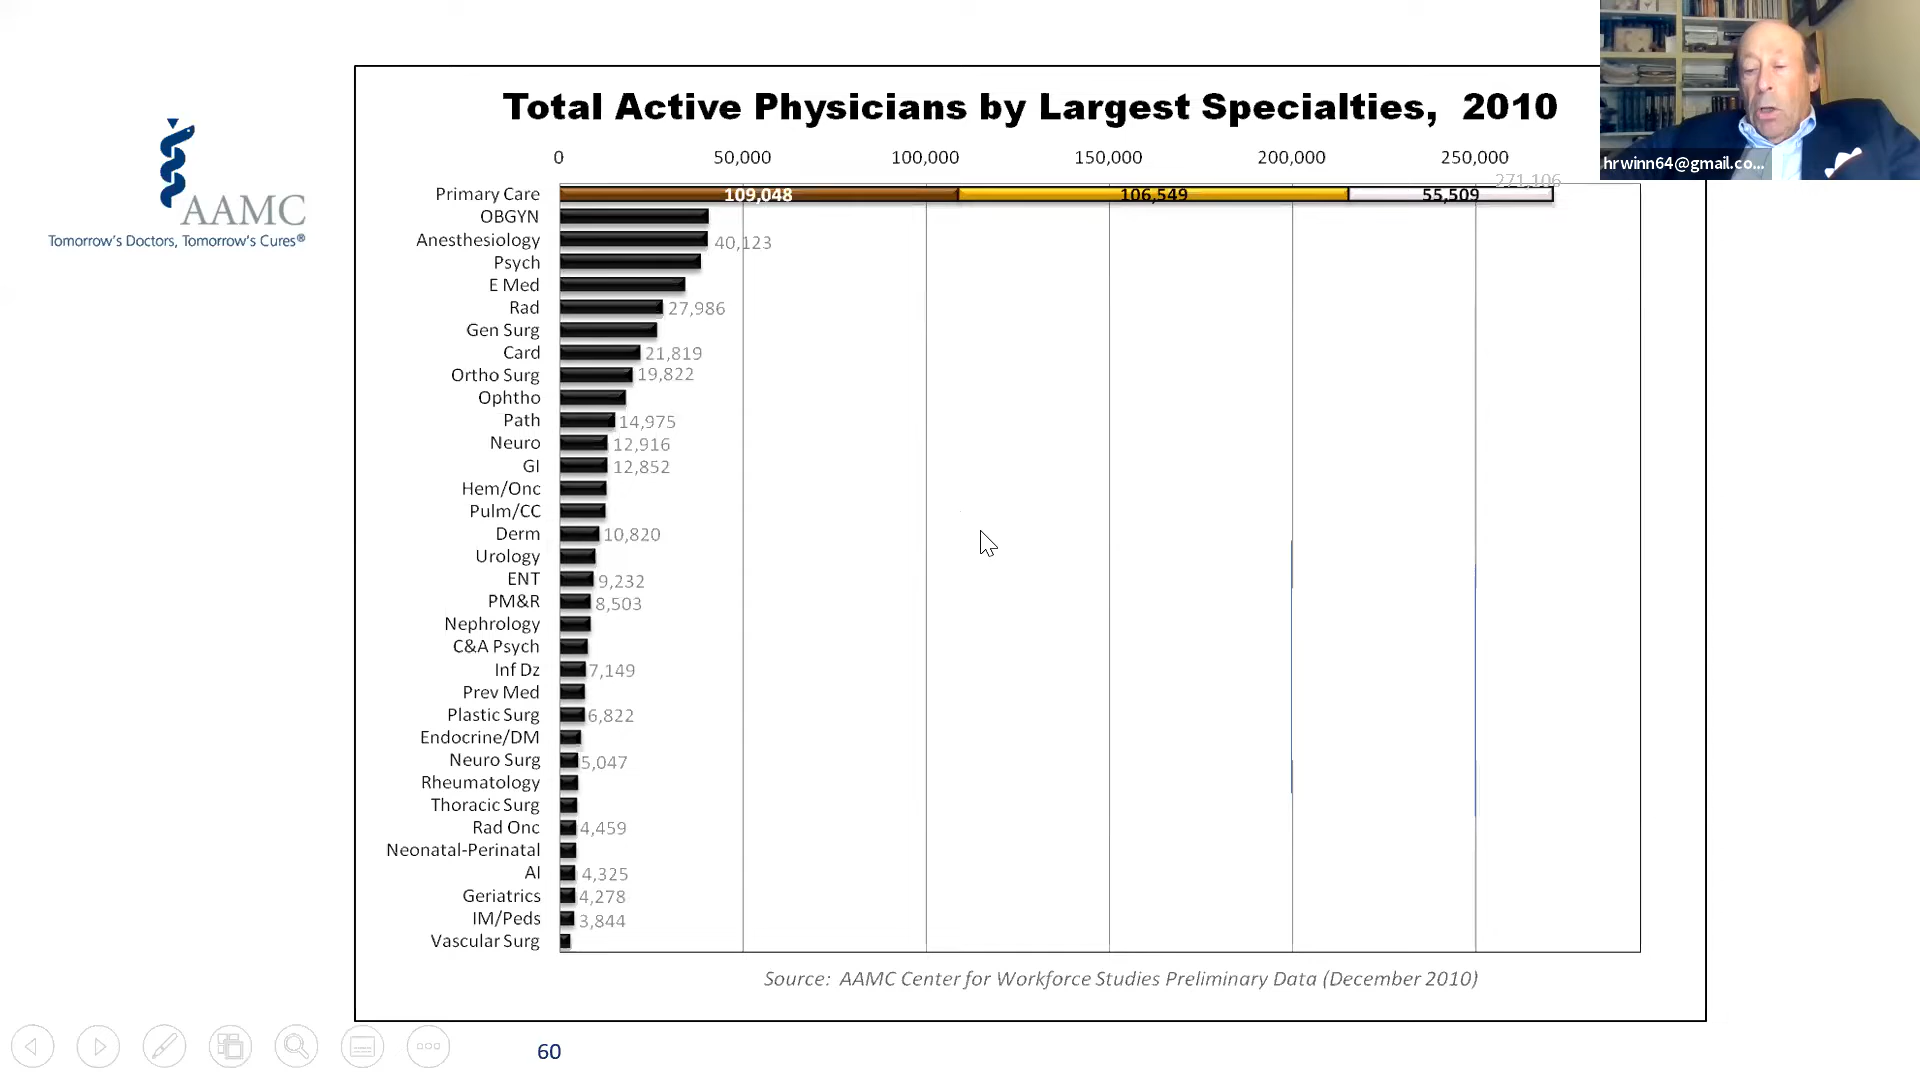 Total Active Physicians by Largest Specialties, 2010
hrwinn64@gmail.co...
AAMC
Tomorrow's Doctors, Tomorrow's Cures®
0 50,000 100,000 150,000 200,000 250,000
271,106
Primary Care 109,048 106,549 55,509
OBGYN
Anesthesiology 40,123
Psych
E Med
Rad 27,986
Gen Surg
Card 21,819
Ortho Surg 19,822
Ophtho
Path 14,975
Neuro 12,916
GI 12,852
Hem/Onc
Pulm/CC
Derm 10,820
Urology
ENT 9,232
PM&R 8,503
Nephrology
C&A Psych
Inf Dz 7,149
Prev Med
Plastic Surg 6,822
Endocrine/DM
Neuro Surg 5,047
Rheumatology
Thoracic Surg
Rad Onc 4,459
Neonatal-Perinatal
AI 4,325
Geriatrics 4,278
IM/Peds 3,844
Vascular Surg
Source: AAMC Center for Workforce Studies Preliminary Data (December 2010)
60